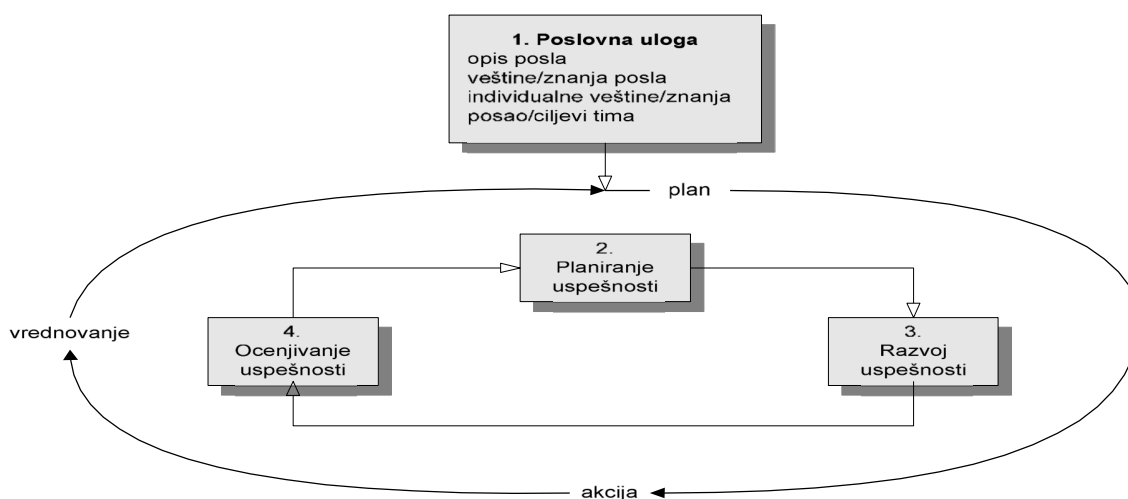 1. Poslovna uloga
opis posla
veštine/znanja posla
individualne veštine/znanja
posao/ciljevi tima
plan
2.
Planiranje
uspešnosti
vrednovanje
4.
Ocenjivanje
uspešnosti
3.
Razvoj
uspešnosti
akcija